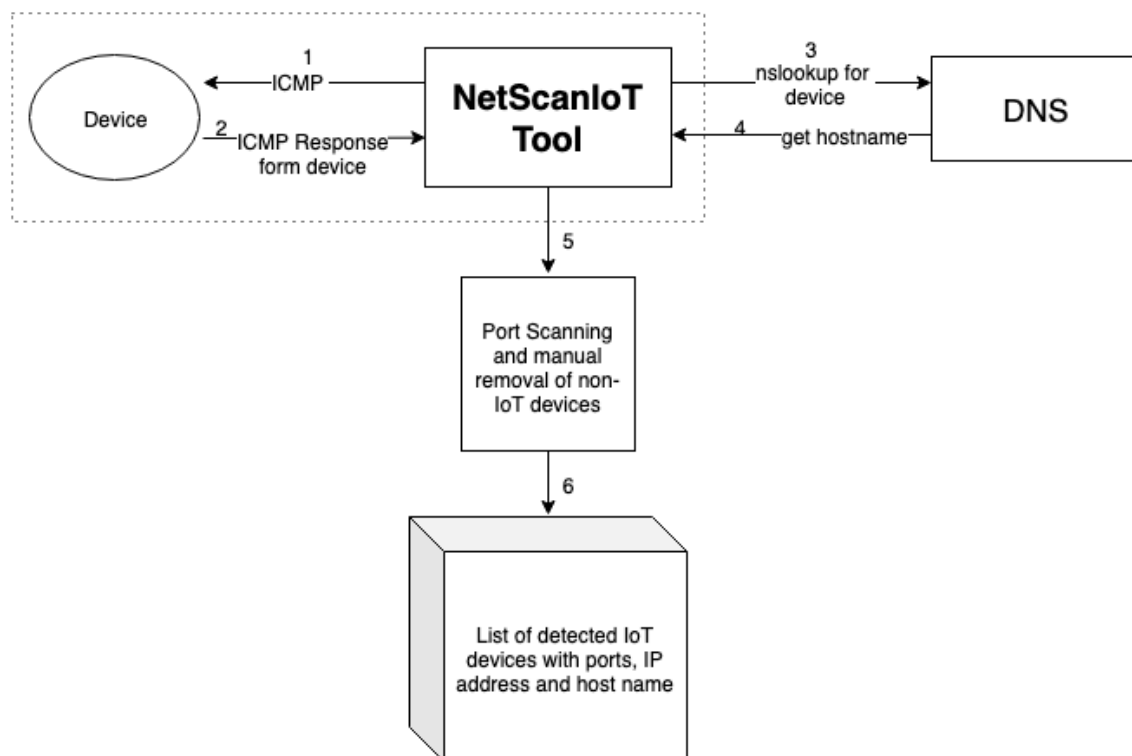 1
ICMP
Device
2
ICMP Response
form device
NetScanIoT
Tool
3
nslookup for
device
4
get hostname
DNS
5
Port Scanning
and manual
removal of non-
IoT devices
6
List of detected IoT
devices with ports, IP
address and host name